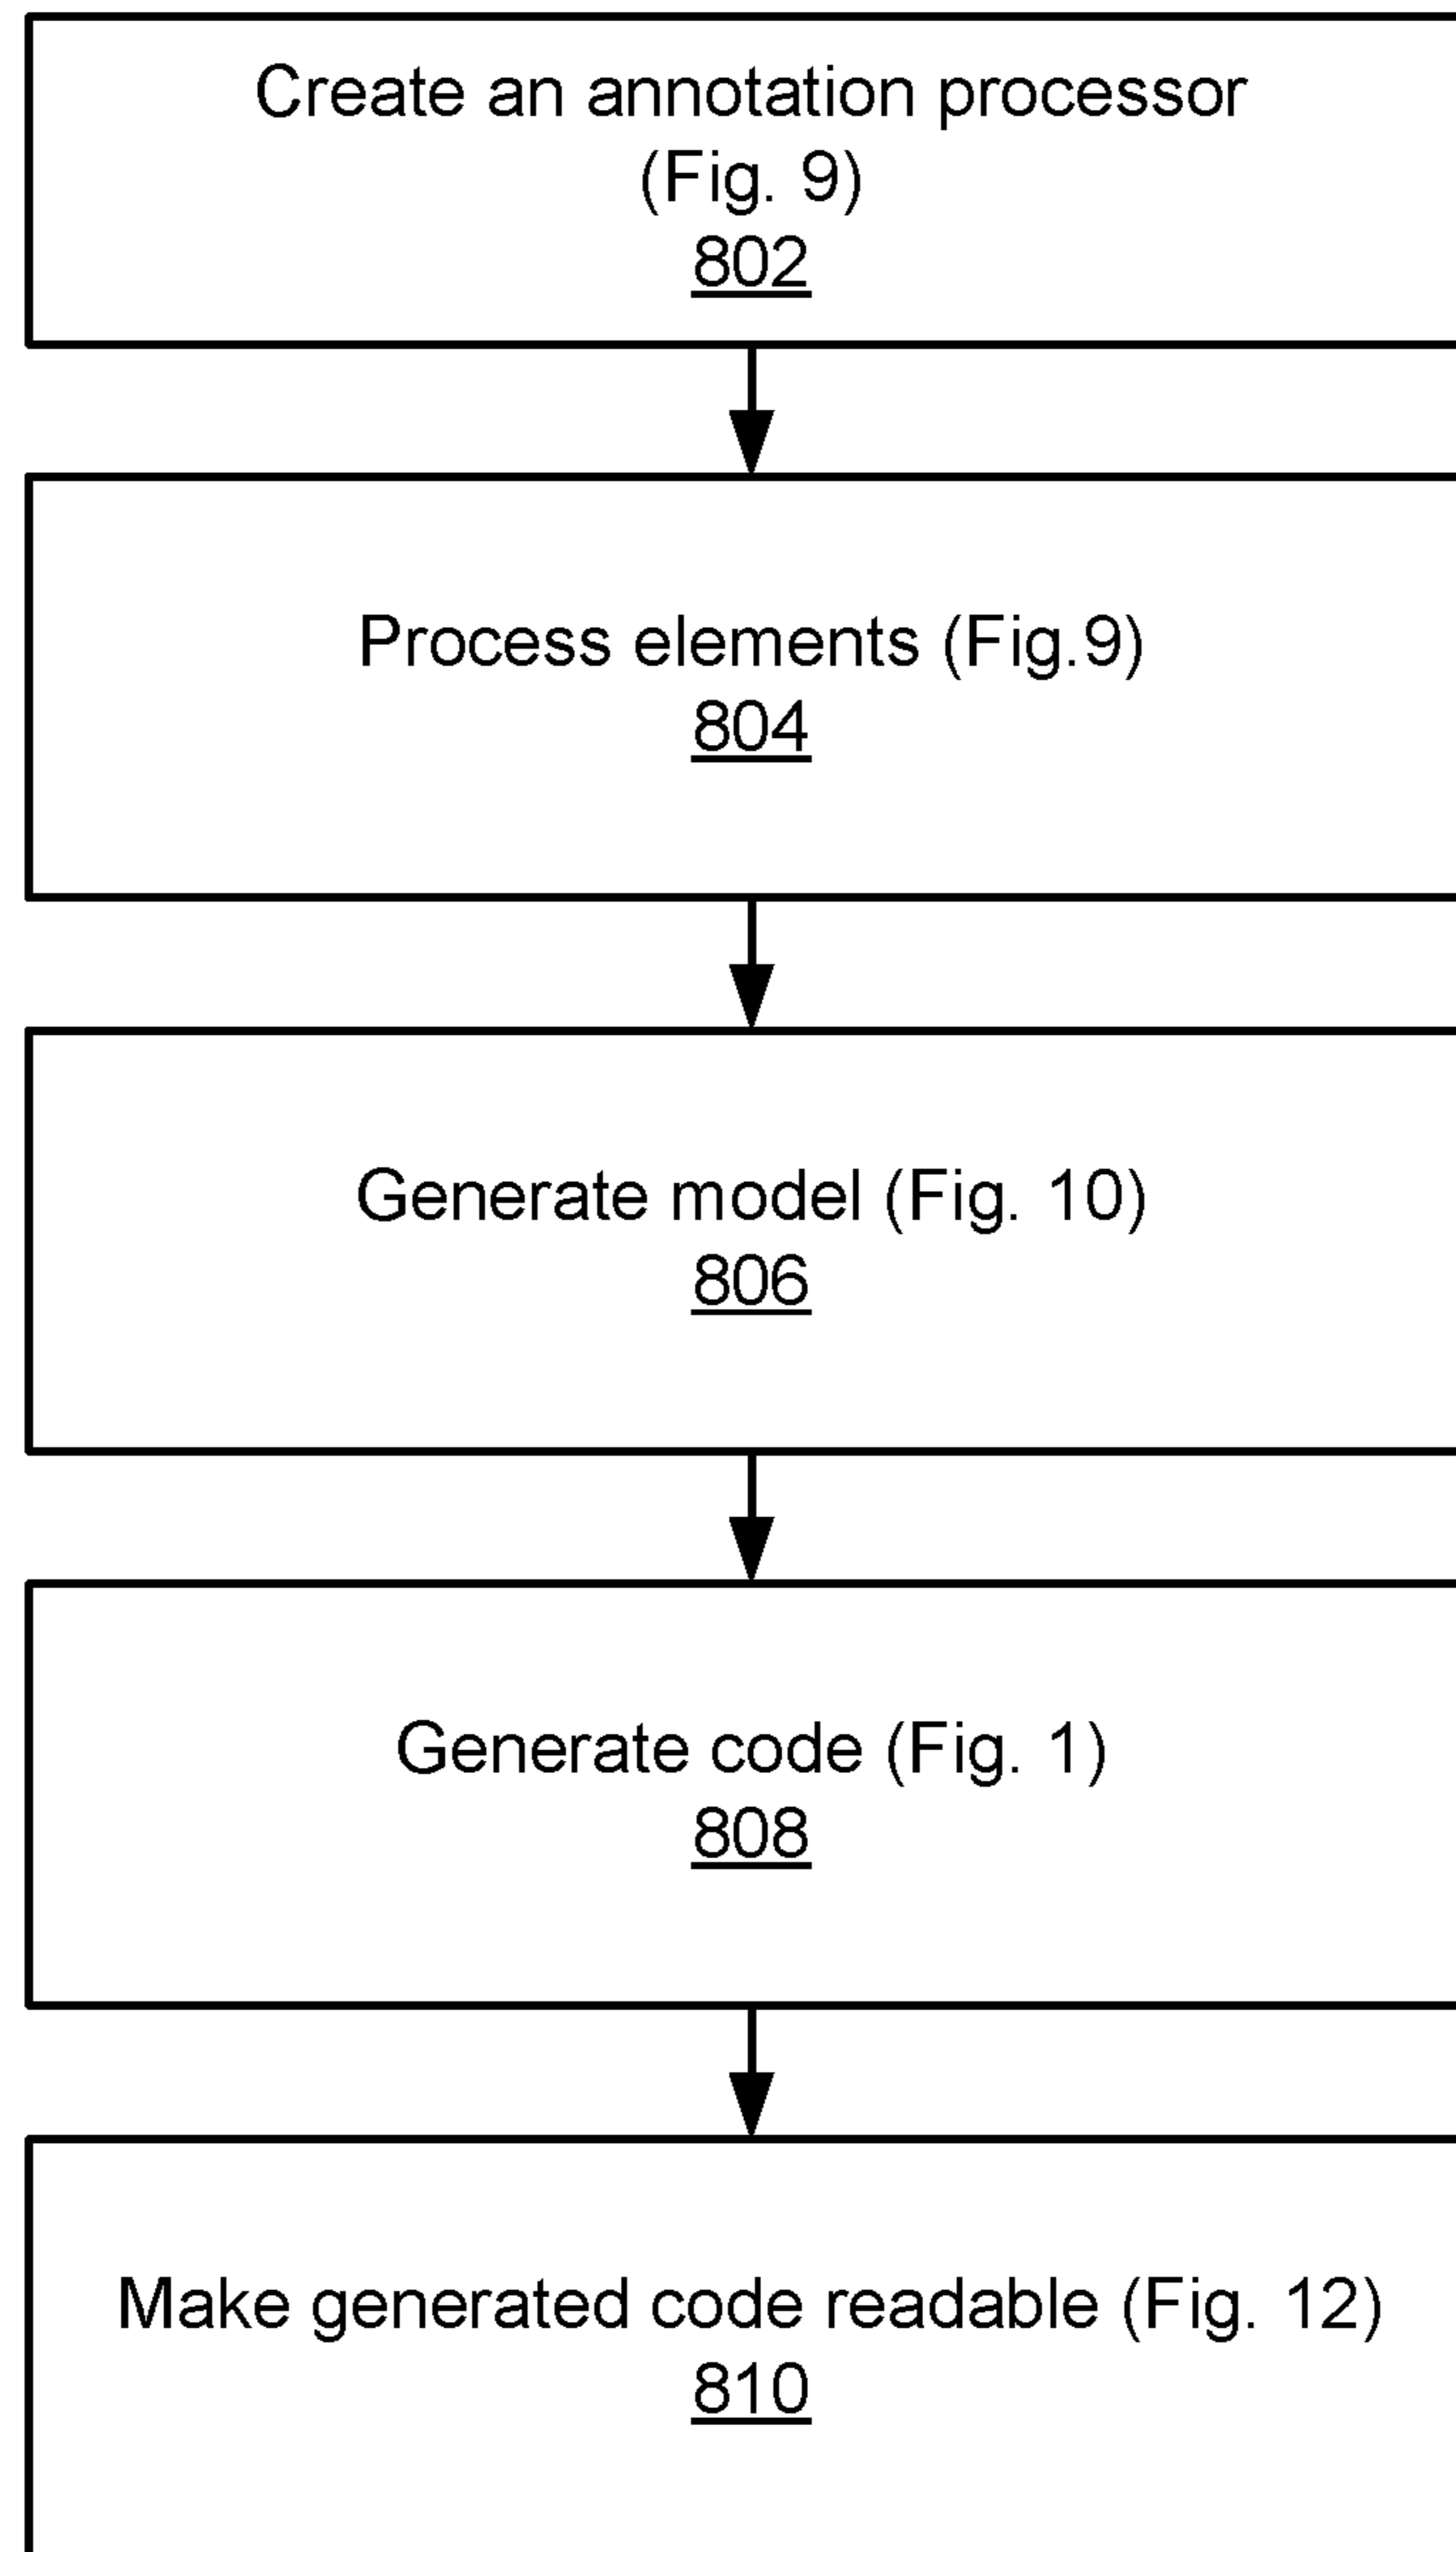 Create an annotation processor
(Fig. 9)
802
Process elements (Fig.9)
804
Generate model (Fig. 10)
806
Generate code (Fig. 1)
808
Make generated code readable (Fig. 12)
810